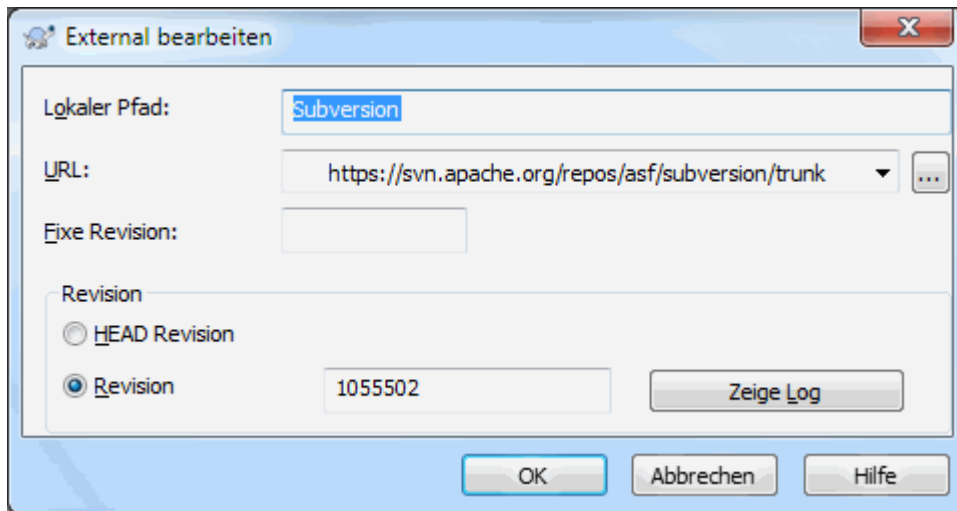 External bearbeiten
Lokaler Pfad: Subversion
URL: https://svn.apache.org/repos/asf/subversion/trunk ...
Fixe Revision:
Revision
HEAD Revision
Revision 1055502 Zeige Log
OK Abbrechen Hilfe